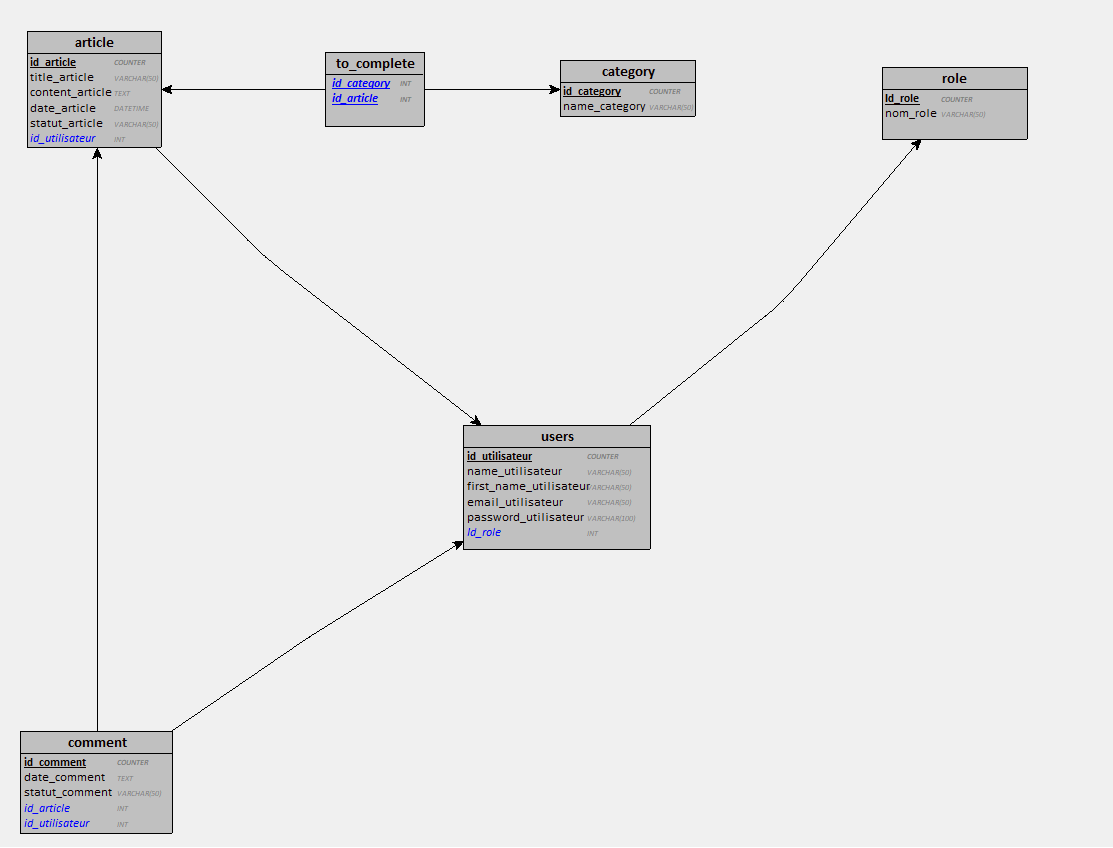 article
id_article COUNTER
title_article VARCHAR(50)
content_article TEXT
date_article DATETIME
statut_article VARCHAR(50)
id_utilisateur INT
to_complete
id_category INT
id_article INT
category
id_category COUNTER
name_category VARCHAR(50)
role
Id_role COUNTER
nom_role VARCHAR(50)
users
id_utilisateur COUNTER
name_utilisateur VARCHAR(50)
first_name_utilisateur VARCHAR(50)
email_utilisateur VARCHAR(50)
password_utilisateur VARCHAR(100)
Id_role INT
comment
id_comment COUNTER
date_comment TEXT
statut_comment VARCHAR(50)
id_article INT
id_utilisateur INT